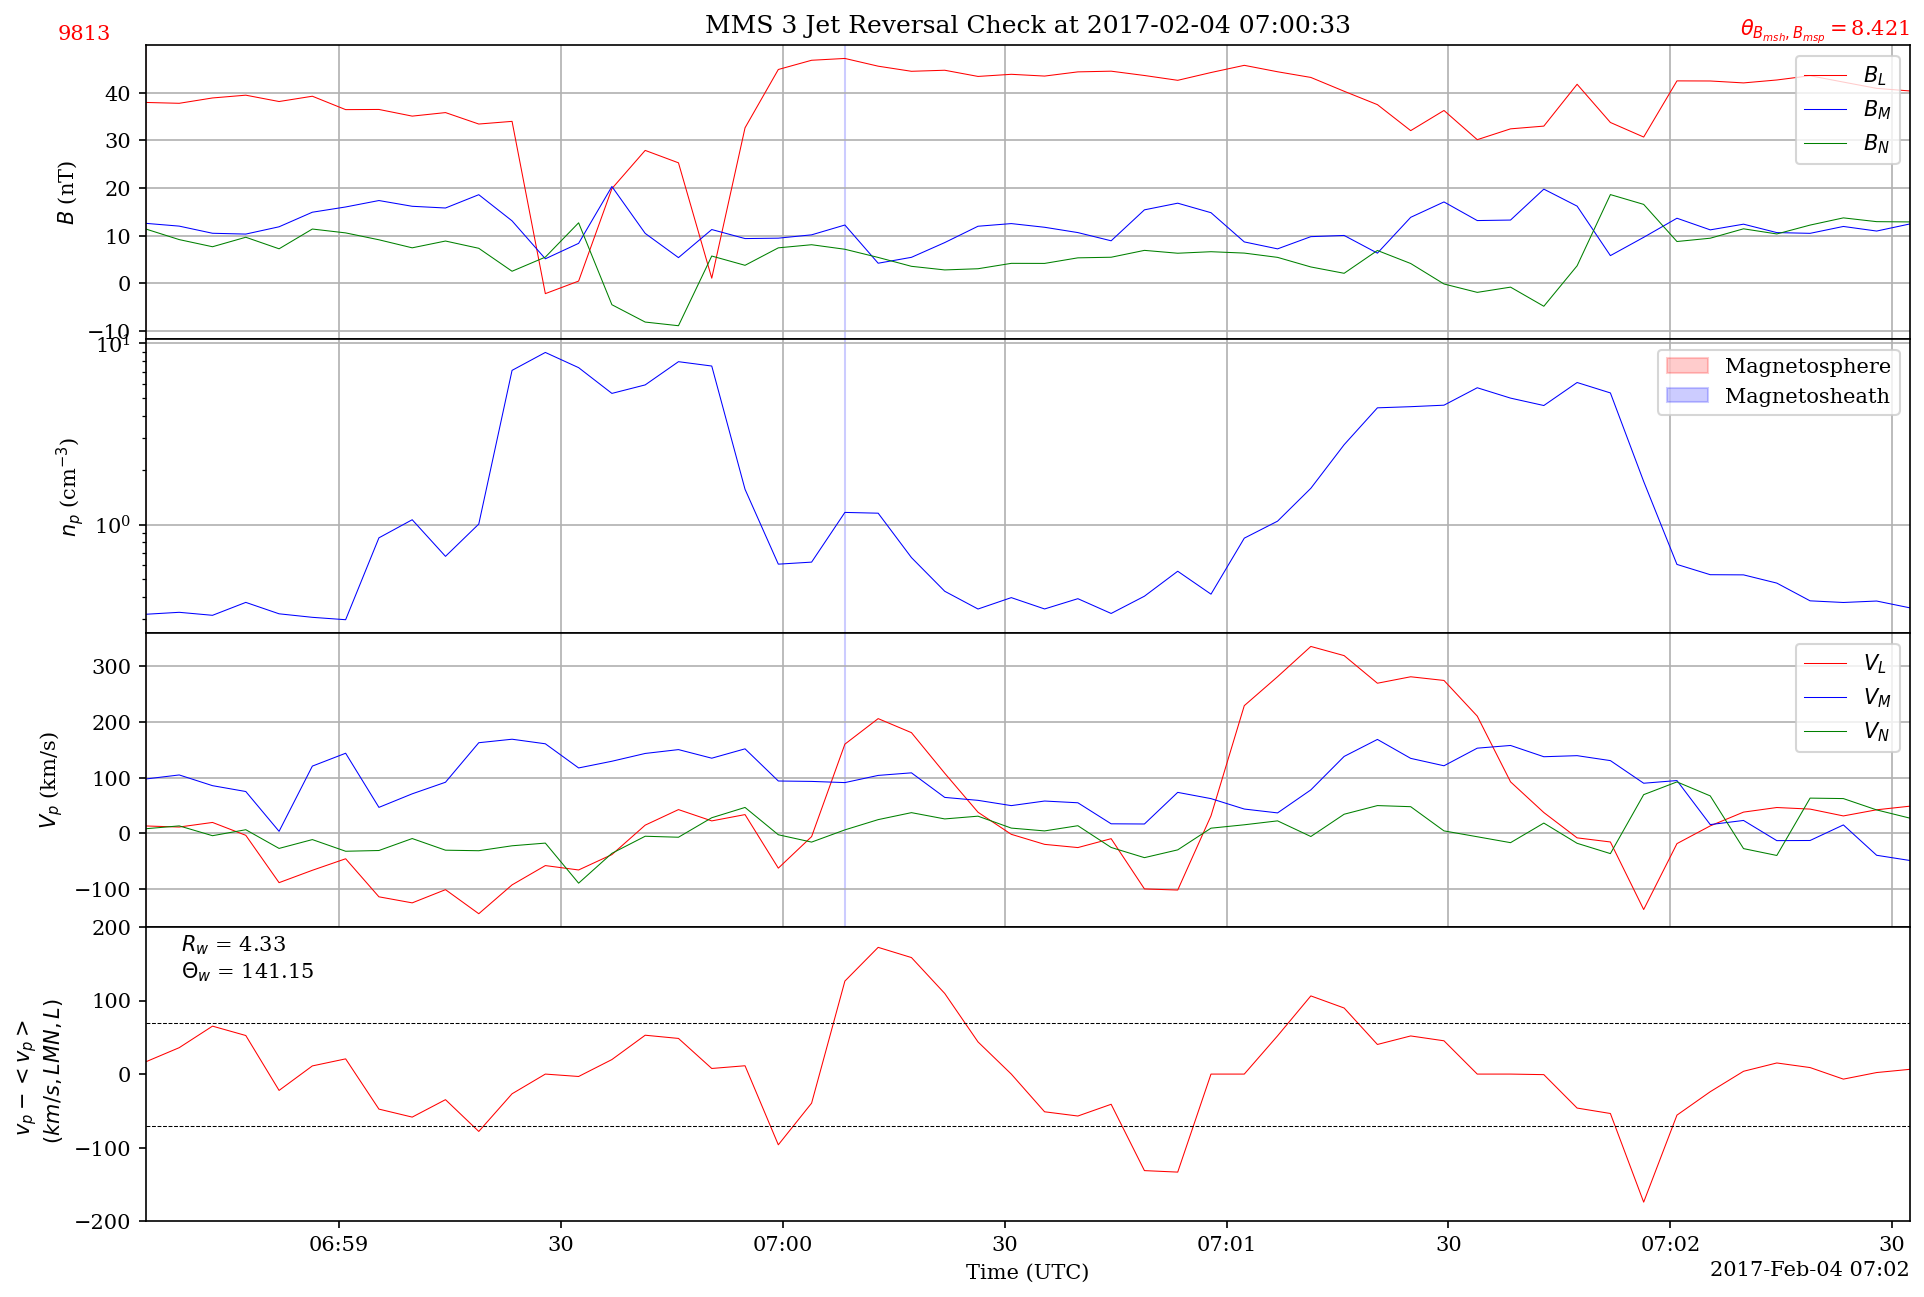 9813
MMS 3 Jet Reversal Check at 2017-02-04 07:00:33
θ_{B_{msh}, B_{msp}} = 8.421
B (nT)
40
30
20
10
0
−10
B_L
B_M
B_N
n_p (cm^{−3})
10^1
10^0
Magnetosphere
Magnetosheath
V_p (km/s)
300
200
100
0
−100
V_L
V_M
V_N
v_p − <v_p>
(km/s, LMN, L)
200
100
0
−100
−200
R_w = 4.33
Θ_w = 141.15
06:59 30 07:00 30 07:01 30 07:02 30
Time (UTC)
2017-Feb-04 07:02